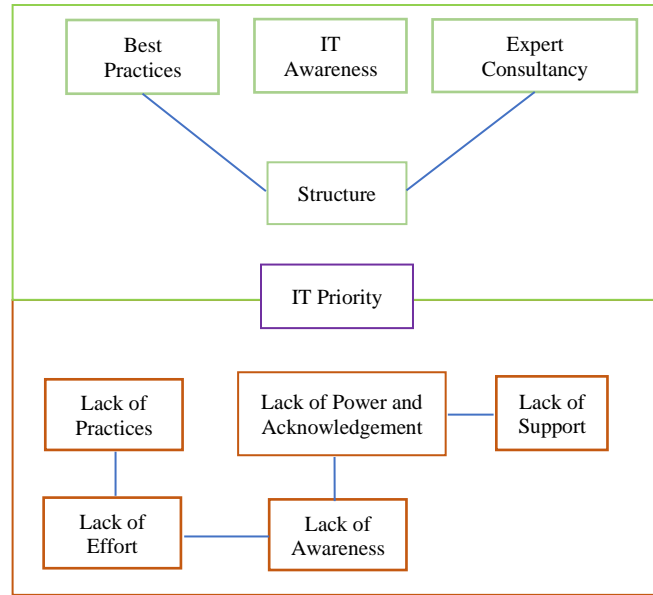 Best
Practices
IT
Awareness
Expert
Consultancy
Structure
IT Priority
Lack of
Practices
Lack of Power and
Acknowledgement
Lack of
Support
Lack of
Effort
Lack of
Awareness